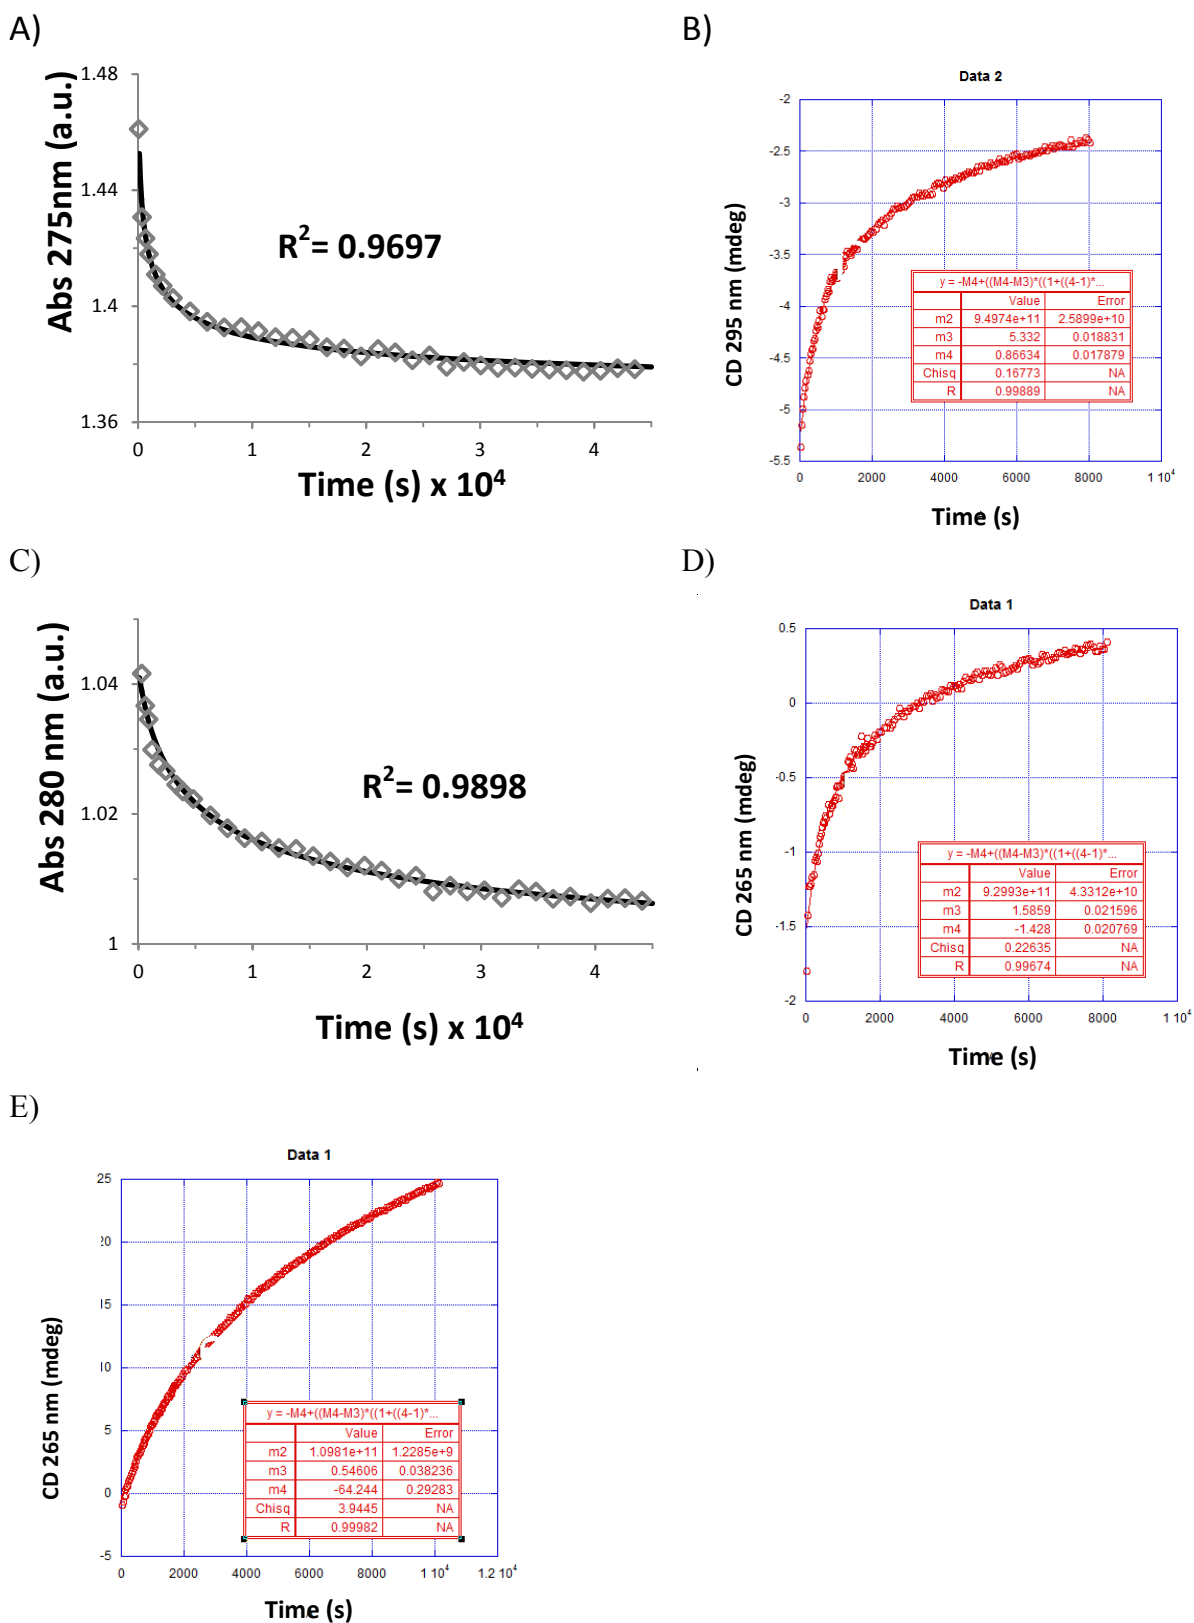 A)
Abs 275nm (a.u.)
1.48
1.44
1.4
1.36
R²= 0.9697
0 1 2 3 4
Time (s) x 10⁴
B)
Data 2
CD 295 nm (mdeg)
-2
-2.5
-3
-3.5
-4
-4.5
-5
-5.5
y = -M4+((M4-M3)*((1+((4-1)*...
Value Error
m2 9.4974e+11 2.5899e+10
m3 5.332 0.018831
m4 0.86634 0.017879
Chisq 0.16773 NA
R 0.99889 NA
0 2000 4000 6000 8000 1 10⁴
Time (s)
C)
Abs 280 nm (a.u.)
1.04
1.02
1
R²= 0.9898
0 1 2 3 4
Time (s) x 10⁴
D)
Data 1
CD 265 nm (mdeg)
0.5
0
-0.5
-1
-1.5
-2
y = -M4+((M4-M3)*((1+((4-1)*...
Value Error
m2 9.2993e+11 4.3312e+10
m3 1.5859 0.021596
m4 -1.428 0.020769
Chisq 0.22635 NA
R 0.99674 NA
0 2000 4000 6000 8000 1 10⁴
Time (s)
E)
Data 1
CD 265 nm (mdeg)
25
20
15
10
5
0
-5
y = -M4+((M4-M3)*((1+((4-1)*...
Value Error
m2 1.0981e+11 1.2285e+9
m3 0.54606 0.038236
m4 -64.244 0.29283
Chisq 3.9445 NA
R 0.99982 NA
0 2000 4000 6000 8000 1 10⁴ 1.2 10⁴
Time (s)